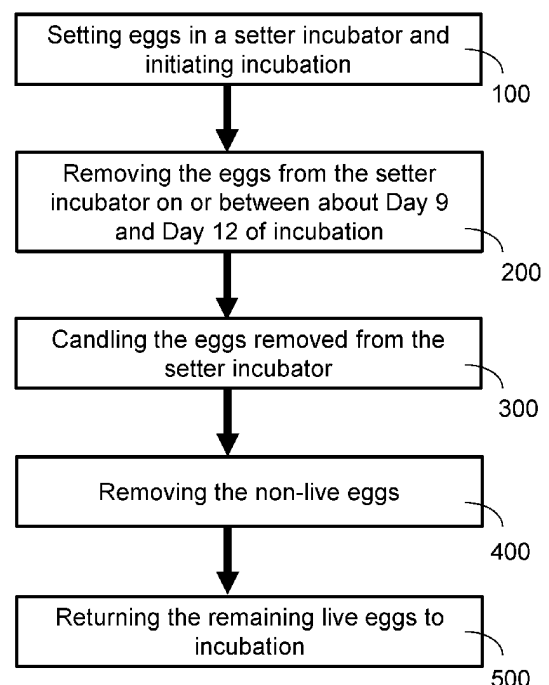 Setting eggs in a setter incubator and
initiating incubation
100
Removing the eggs from the setter
incubator on or between about Day 9
and Day 12 of incubation
200
Candling the eggs removed from the
setter incubator
300
Removing the non-live eggs
400
Returning the remaining live eggs to
incubation
500